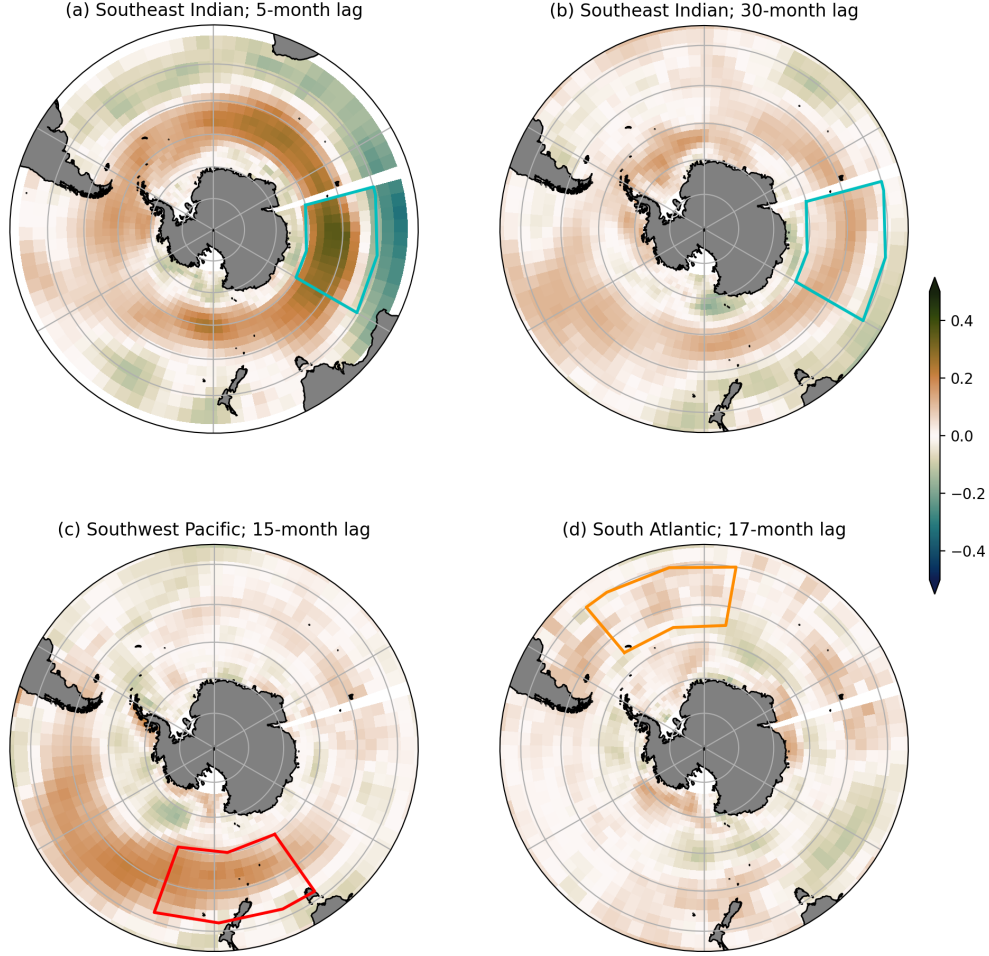 (a) Southeast Indian; 5-month lag
(b) Southeast Indian; 30-month lag
0.4
0.2
0.0
−0.2
−0.4
(c) Southwest Pacific; 15-month lag
(d) South Atlantic; 17-month lag